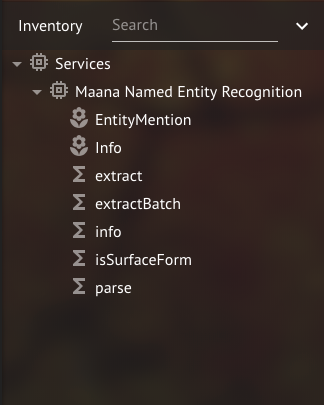 Inventory Search
Services
Maana Named Entity Recognition
EntityMention
Info
extract
extractBatch
info
isSurfaceForm
parse